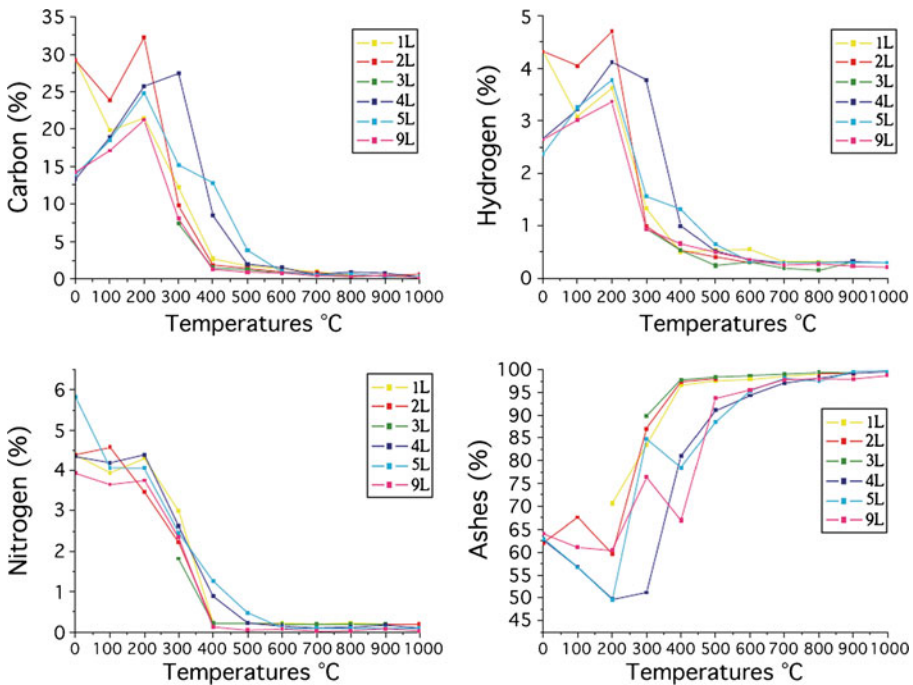 35
30
25
20
15
10
5
0
Carbon (%)
0 100 200 300 400 500 600 700 800 900 1000
Temperatures °C
1L
2L
3L
4L
5L
9L
5
4
3
2
1
0
Hydrogen (%)
0 100 200 300 400 500 600 700 800 900 1000
Temperatures °C
1L
2L
3L
4L
5L
9L
6
5
4
3
2
1
0
Nitrogen (%)
0 100 200 300 400 500 600 700 800 900 1000
Temperatures °C
1L
2L
3L
4L
5L
9L
100
95
90
85
80
75
70
65
60
55
50
45
Ashes (%)
0 100 200 300 400 500 600 700 800 900 1000
Temperatures °C
1L
2L
3L
4L
5L
9L